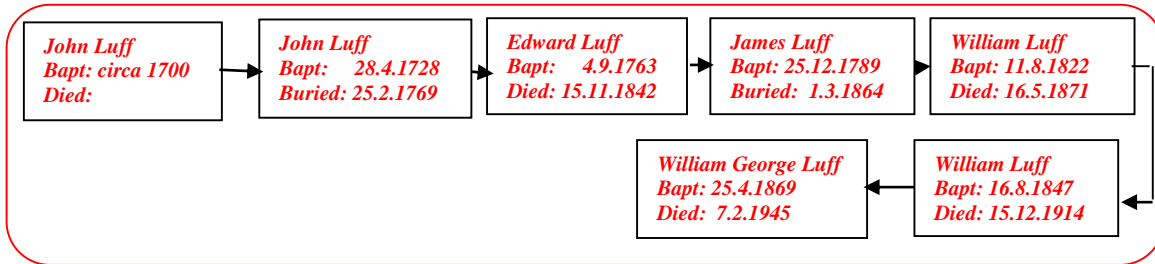 John Luff
Bapt: circa 1700
Died:
John Luff
Bapt: 28.4.1728
Buried: 25.2.1769
Edward Luff
Bapt: 4.9.1763
Died: 15.11.1842
James Luff
Bapt: 25.12.1789
Buried: 1.3.1864
William Luff
Bapt: 11.8.1822
Died: 16.5.1871
William Luff
Bapt: 16.8.1847
Died: 15.12.1914
William George Luff
Bapt: 25.4.1869
Died: 7.2.1945